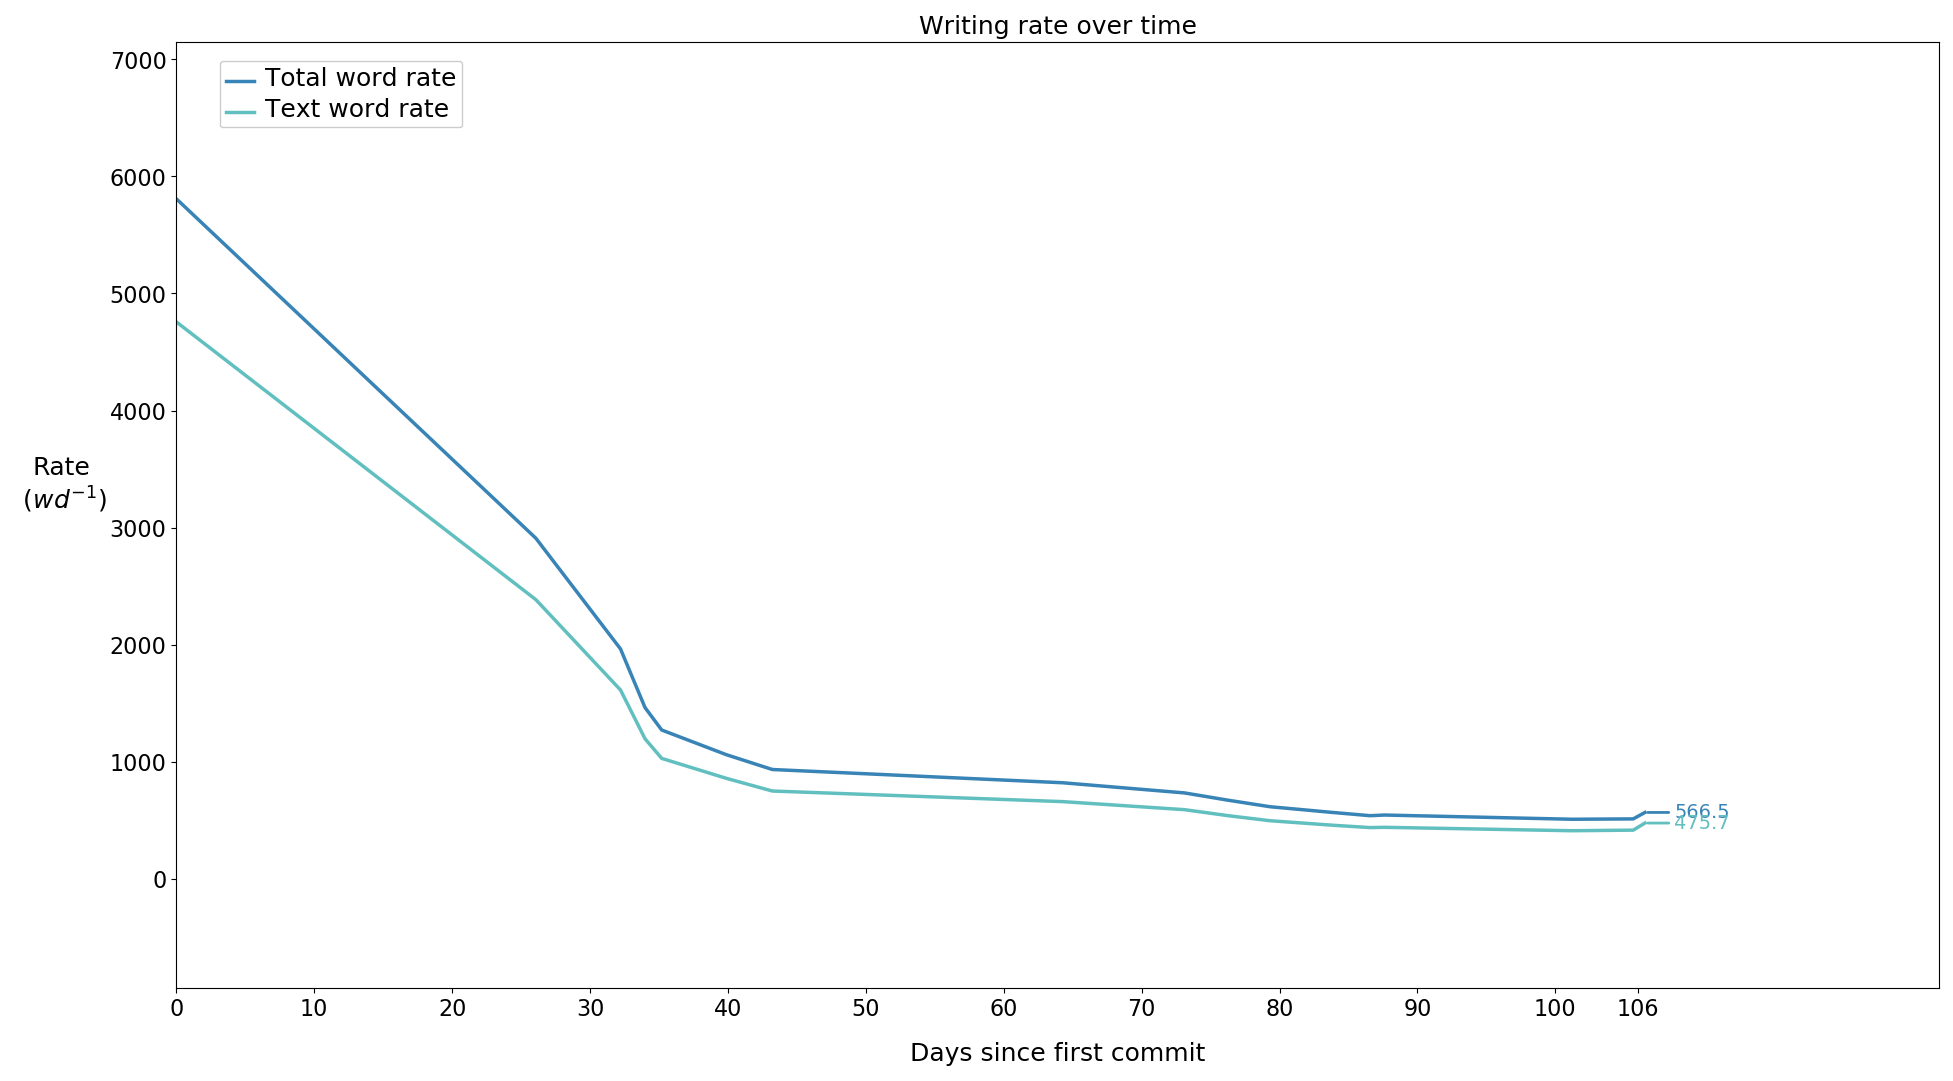 Writing rate over time
7000
Total word rate
Text word rate
6000
5000
4000
Rate
(wd⁻¹)
3000
2000
1000
566.5
475.7
0
0 10 20 30 40 50 60 70 80 90 100 106
Days since first commit